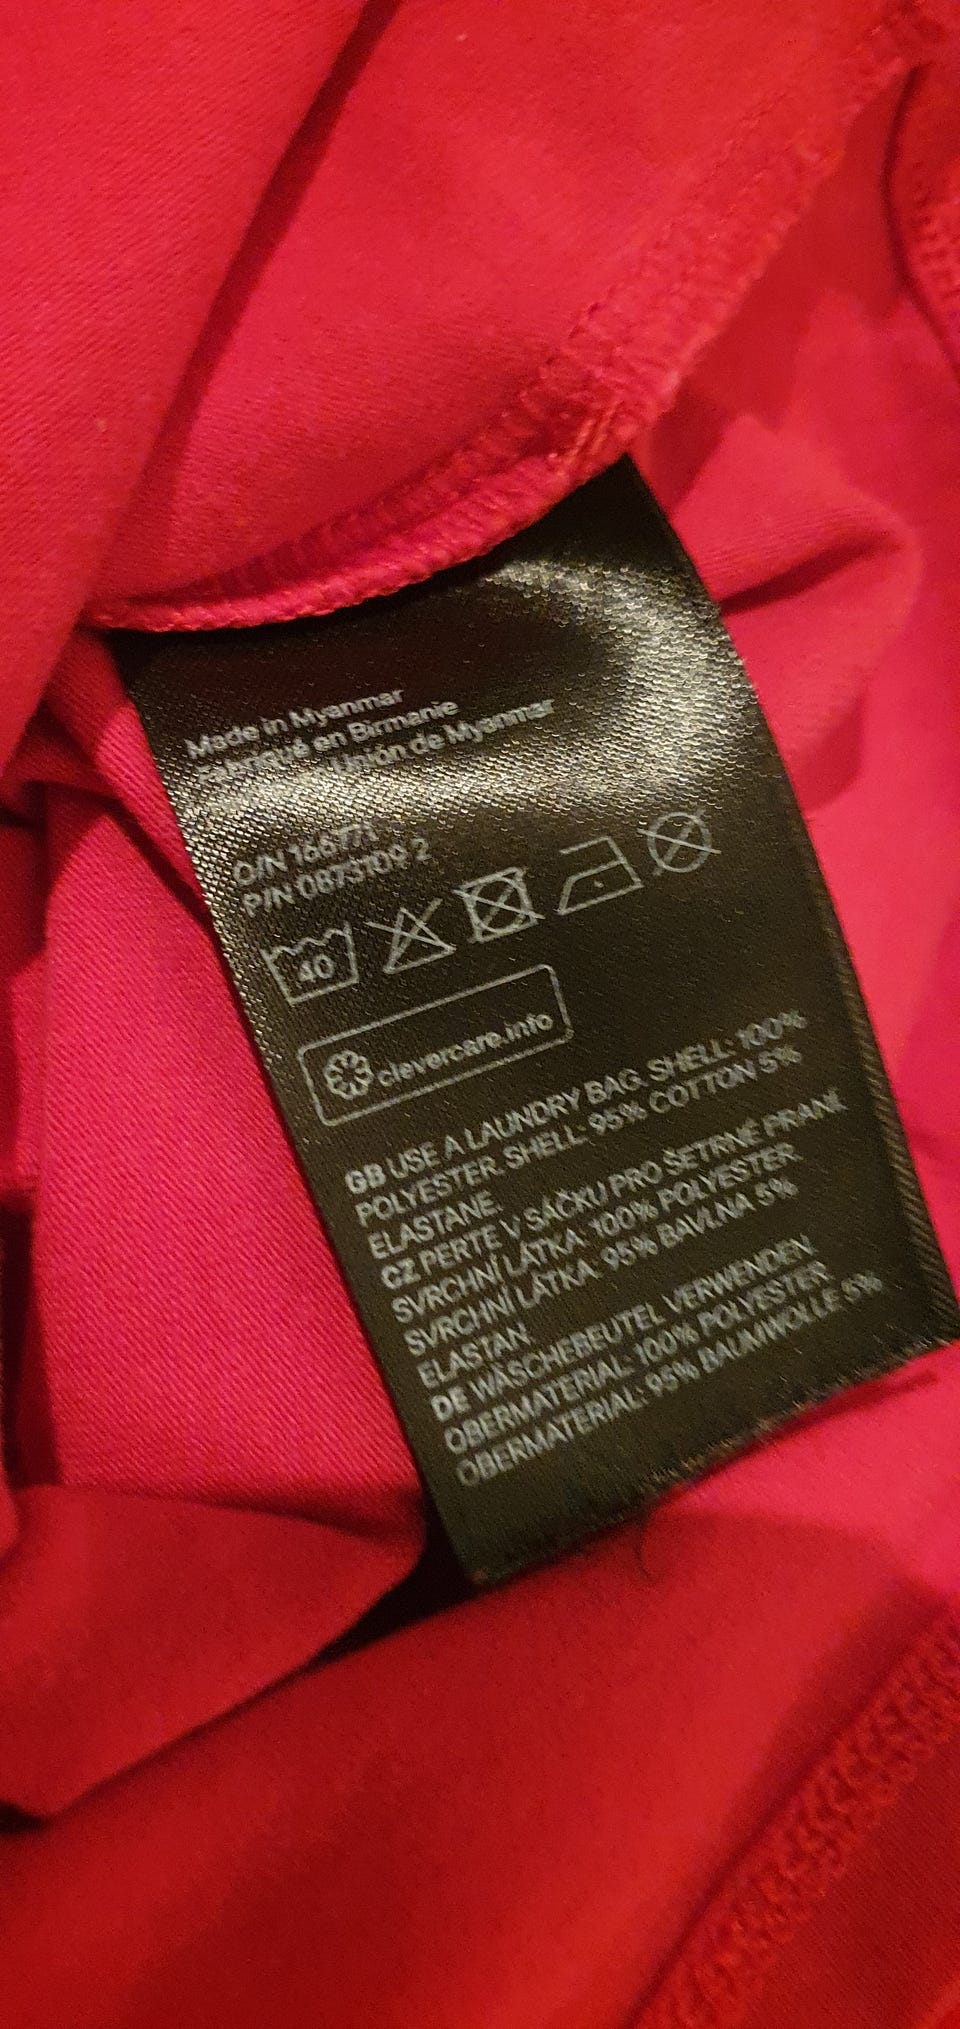 Made in Myanmar
Fabriqué en Birmanie
Unión de Myanmar
O/N 166771
P/N 0873109 2
40
clevercare.info
GB USE A LAUNDRY BAG. SHELL: 100%
POLYESTER. SHELL: 95% COTTON 5%
ELASTANE.
CZ PERTE V SÁČKU PRO ŠETRNÉ PRANÍ.
SVRCHNÍ LÁTKA: 100% POLYESTER.
SVRCHNÍ LÁTKA: 95% BAVLNA 5%
ELASTAN.
DE WÄSCHEBEUTEL VERWENDEN.
OBERMATERIAL: 100% POLYESTER.
OBERMATERIAL: 95% BAUMWOLLE 5%